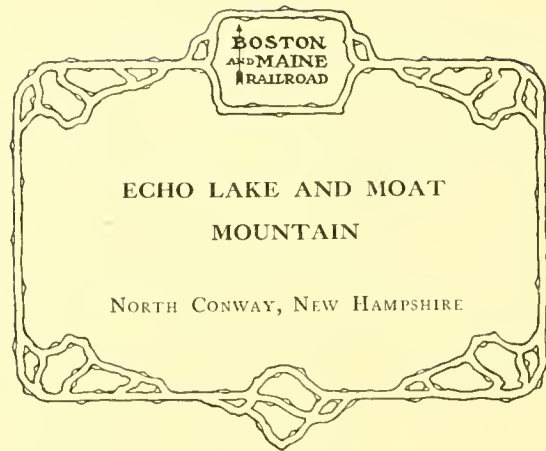 BOSTON
AND MAINE
RAILROAD
ECHO LAKE AND MOAT
MOUNTAIN
NORTH CONWAY, NEW HAMPSHIRE